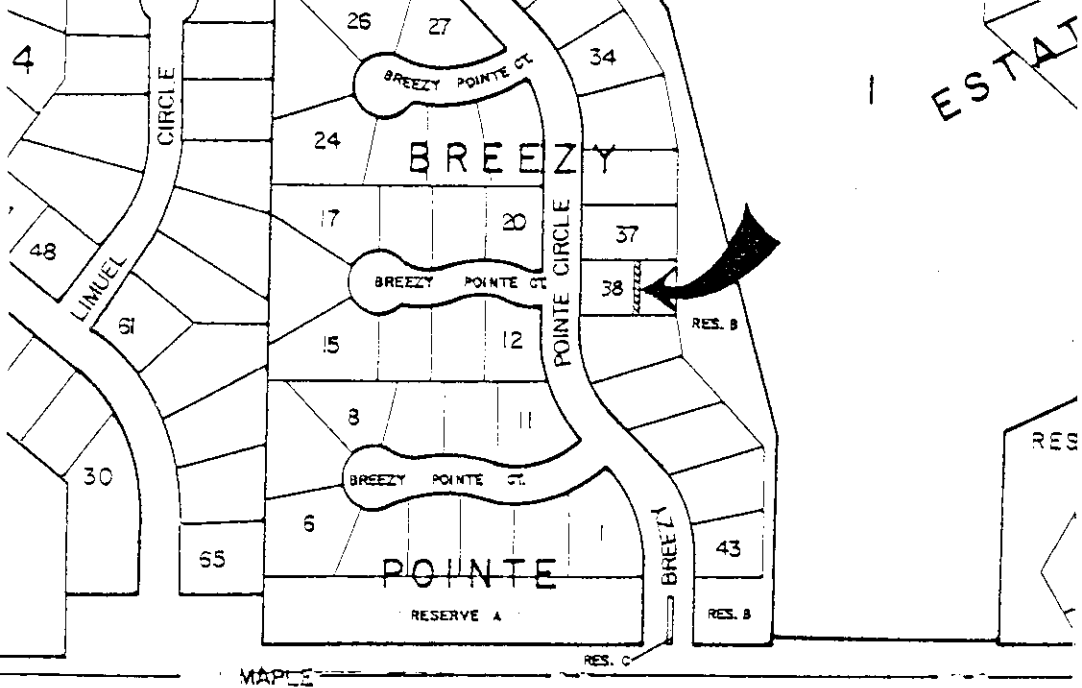 26
27
34
4
BREEZY POINTE CT.
CIRCLE
I
ESTAT
24
BREEZY
17
20
37
48
BREEZY POINTE CT.
POINTE CIRCLE
38
LIMUEL
61
RES. B
15
12
8
11
RES
30
BREEZY POINTE CT.
6
1
BREEZY
43
65
POINTE
RESERVE A
RES. B
RES. C
MAPLE